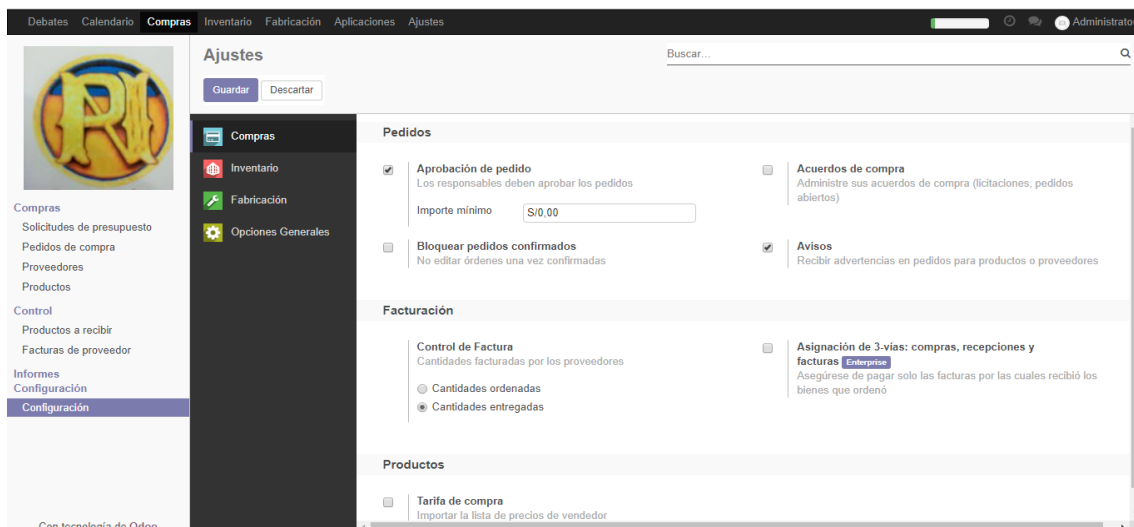 Debates Calendario Compras Inventario Fabricación Aplicaciones Ajustes
Administrato
RI
Ajustes
Buscar...
Guardar Descartar
Compras
Solicitudes de presupuesto
Pedidos de compra
Proveedores
Productos
Control
Productos a recibir
Facturas de proveedor
Informes
Configuración
Configuración
Con tecnología de Odoo
Compras
Inventario
Fabricación
Opciones Generales
Pedidos
Aprobación de pedido
Los responsables deben aprobar los pedidos
Importe mínimo S/0,00
Acuerdos de compra
Administre sus acuerdos de compra (licitaciones, pedidos
abiertos)
Bloquear pedidos confirmados
No editar órdenes una vez confirmadas
Avisos
Recibir advertencias en pedidos para productos o proveedores
Facturación
Control de Factura
Cantidades facturadas por los proveedores
Cantidades ordenadas
Cantidades entregadas
Asignación de 3-vías: compras, recepciones y
facturas Enterprise
Asegúrese de pagar solo las facturas por las cuales recibió los
bienes que ordenó
Productos
Tarifa de compra
Importar la lista de precios de vendedor